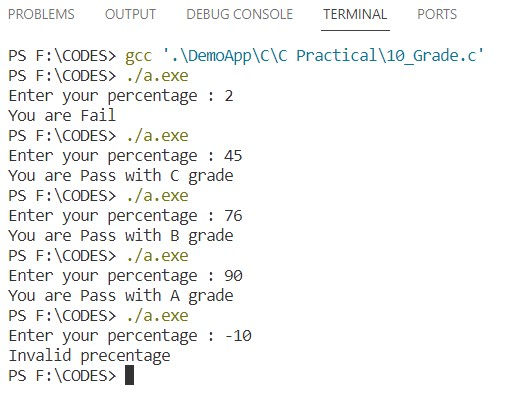 PROBLEMS OUTPUT DEBUG CONSOLE TERMINAL PORTS
PS F:\CODES> gcc '.\DemoApp\C\C Practical\10_Grade.c'
PS F:\CODES> ./a.exe
Enter your percentage : 2
You are Fail
PS F:\CODES> ./a.exe
Enter your percentage : 45
You are Pass with C grade
PS F:\CODES> ./a.exe
Enter your percentage : 76
You are Pass with B grade
PS F:\CODES> ./a.exe
Enter your percentage : 90
You are Pass with A grade
PS F:\CODES> ./a.exe
Enter your percentage : -10
Invalid precentage
PS F:\CODES>